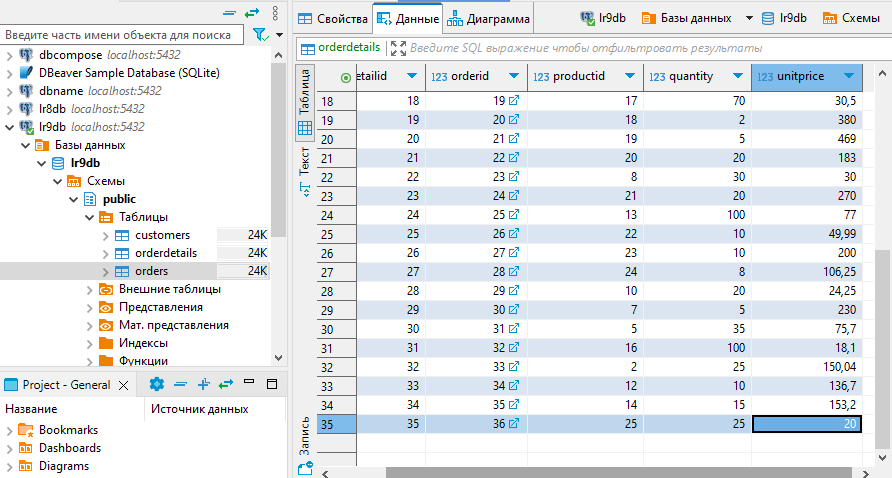 Введите часть имени объекта для поиска
dbcompose localhost:5432
DBeaver Sample Database (SQLite)
dbname localhost:5432
lr8db localhost:5432
lr9db localhost:5432
Базы данных
lr9db
Схемы
public
Таблицы
customers 24K
orderdetails 24K
orders 24K
Внешние таблицы
Представления
Мат. представления
Индексы
Функции
Project - General
Название Источник данных
Bookmarks
Dashboards
Diagrams
Свойства Данные Диаграмма lr9db Базы данных lr9db Схемы
orderdetails Введите SQL выражение чтобы отфильтровать результаты
Таблица
Текст
Запись
etailid 123 orderid 123 productid 123 quantity 123 unitprice
18 18 19 17 70 30,5
19 19 20 18 2 380
20 20 21 19 5 469
21 21 22 20 20 183
22 22 23 8 30 30
23 23 24 21 20 270
24 24 25 13 100 77
25 25 26 22 10 49,99
26 26 27 23 10 200
27 27 28 24 8 106,25
28 28 29 10 20 24,25
29 29 30 7 5 230
30 30 31 5 35 75,7
31 31 32 16 100 18,1
32 32 33 2 25 150,04
33 33 34 12 10 136,7
34 34 35 14 15 153,2
35 35 36 25 25 20